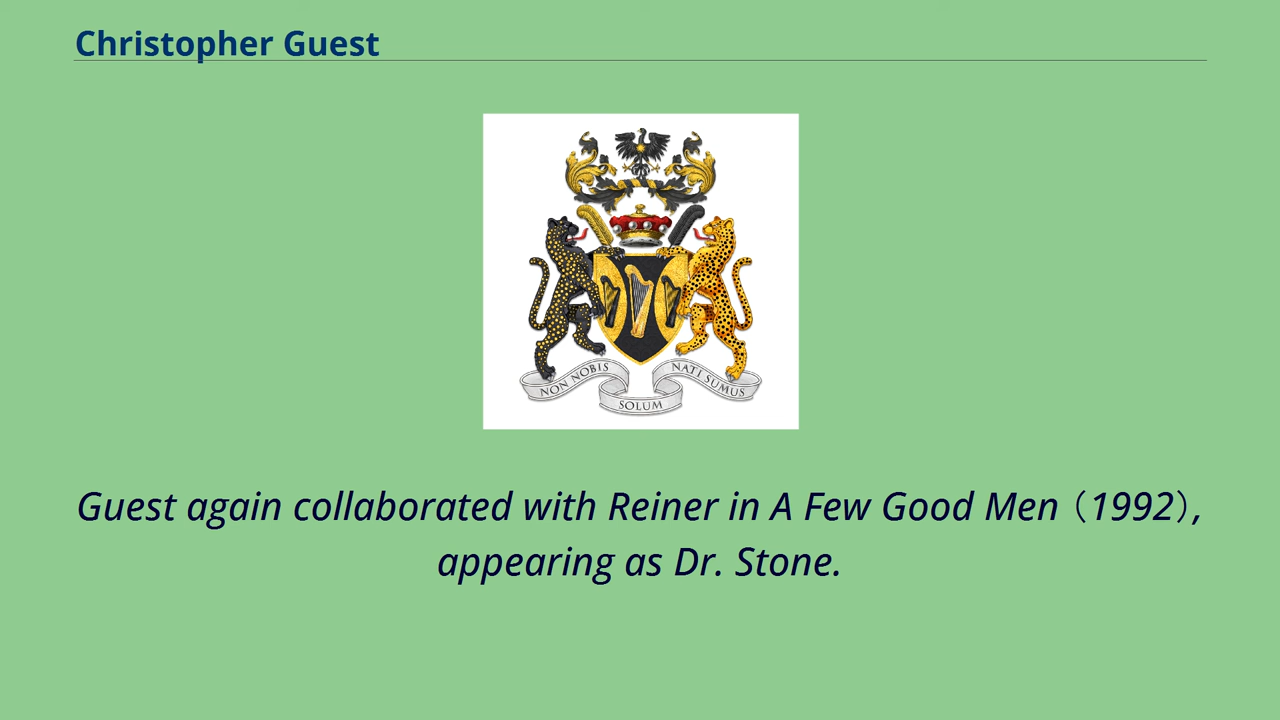 Christopher Guest
NON NOBIS
SOLUM
NATI SUMUS
Guest again collaborated with Reiner in A Few Good Men（1992），
appearing as Dr. Stone.